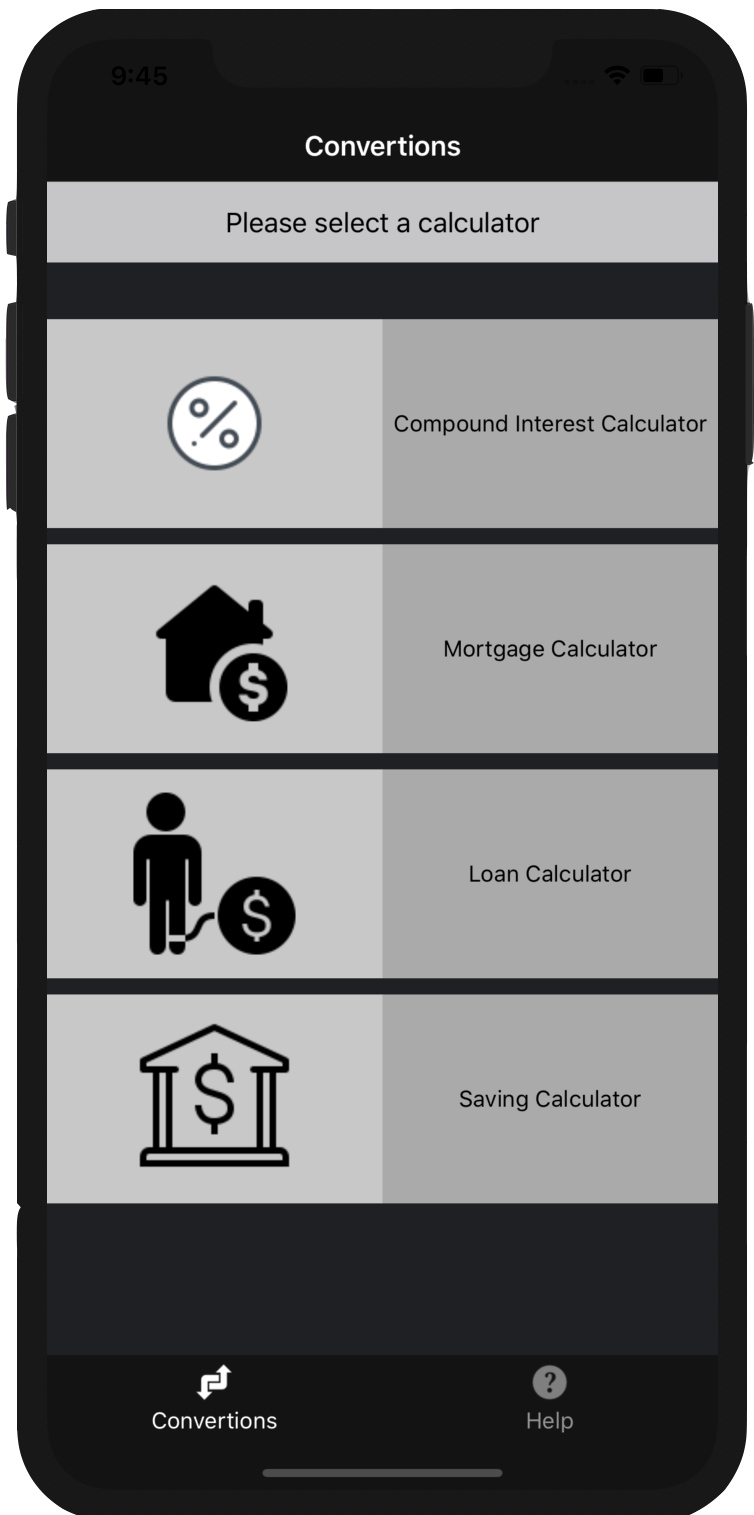 9:45
Convertions
Please select a calculator
%
Compound Interest Calculator
$
Mortgage Calculator
$
Loan Calculator
$
Saving Calculator
Convertions
?
Help